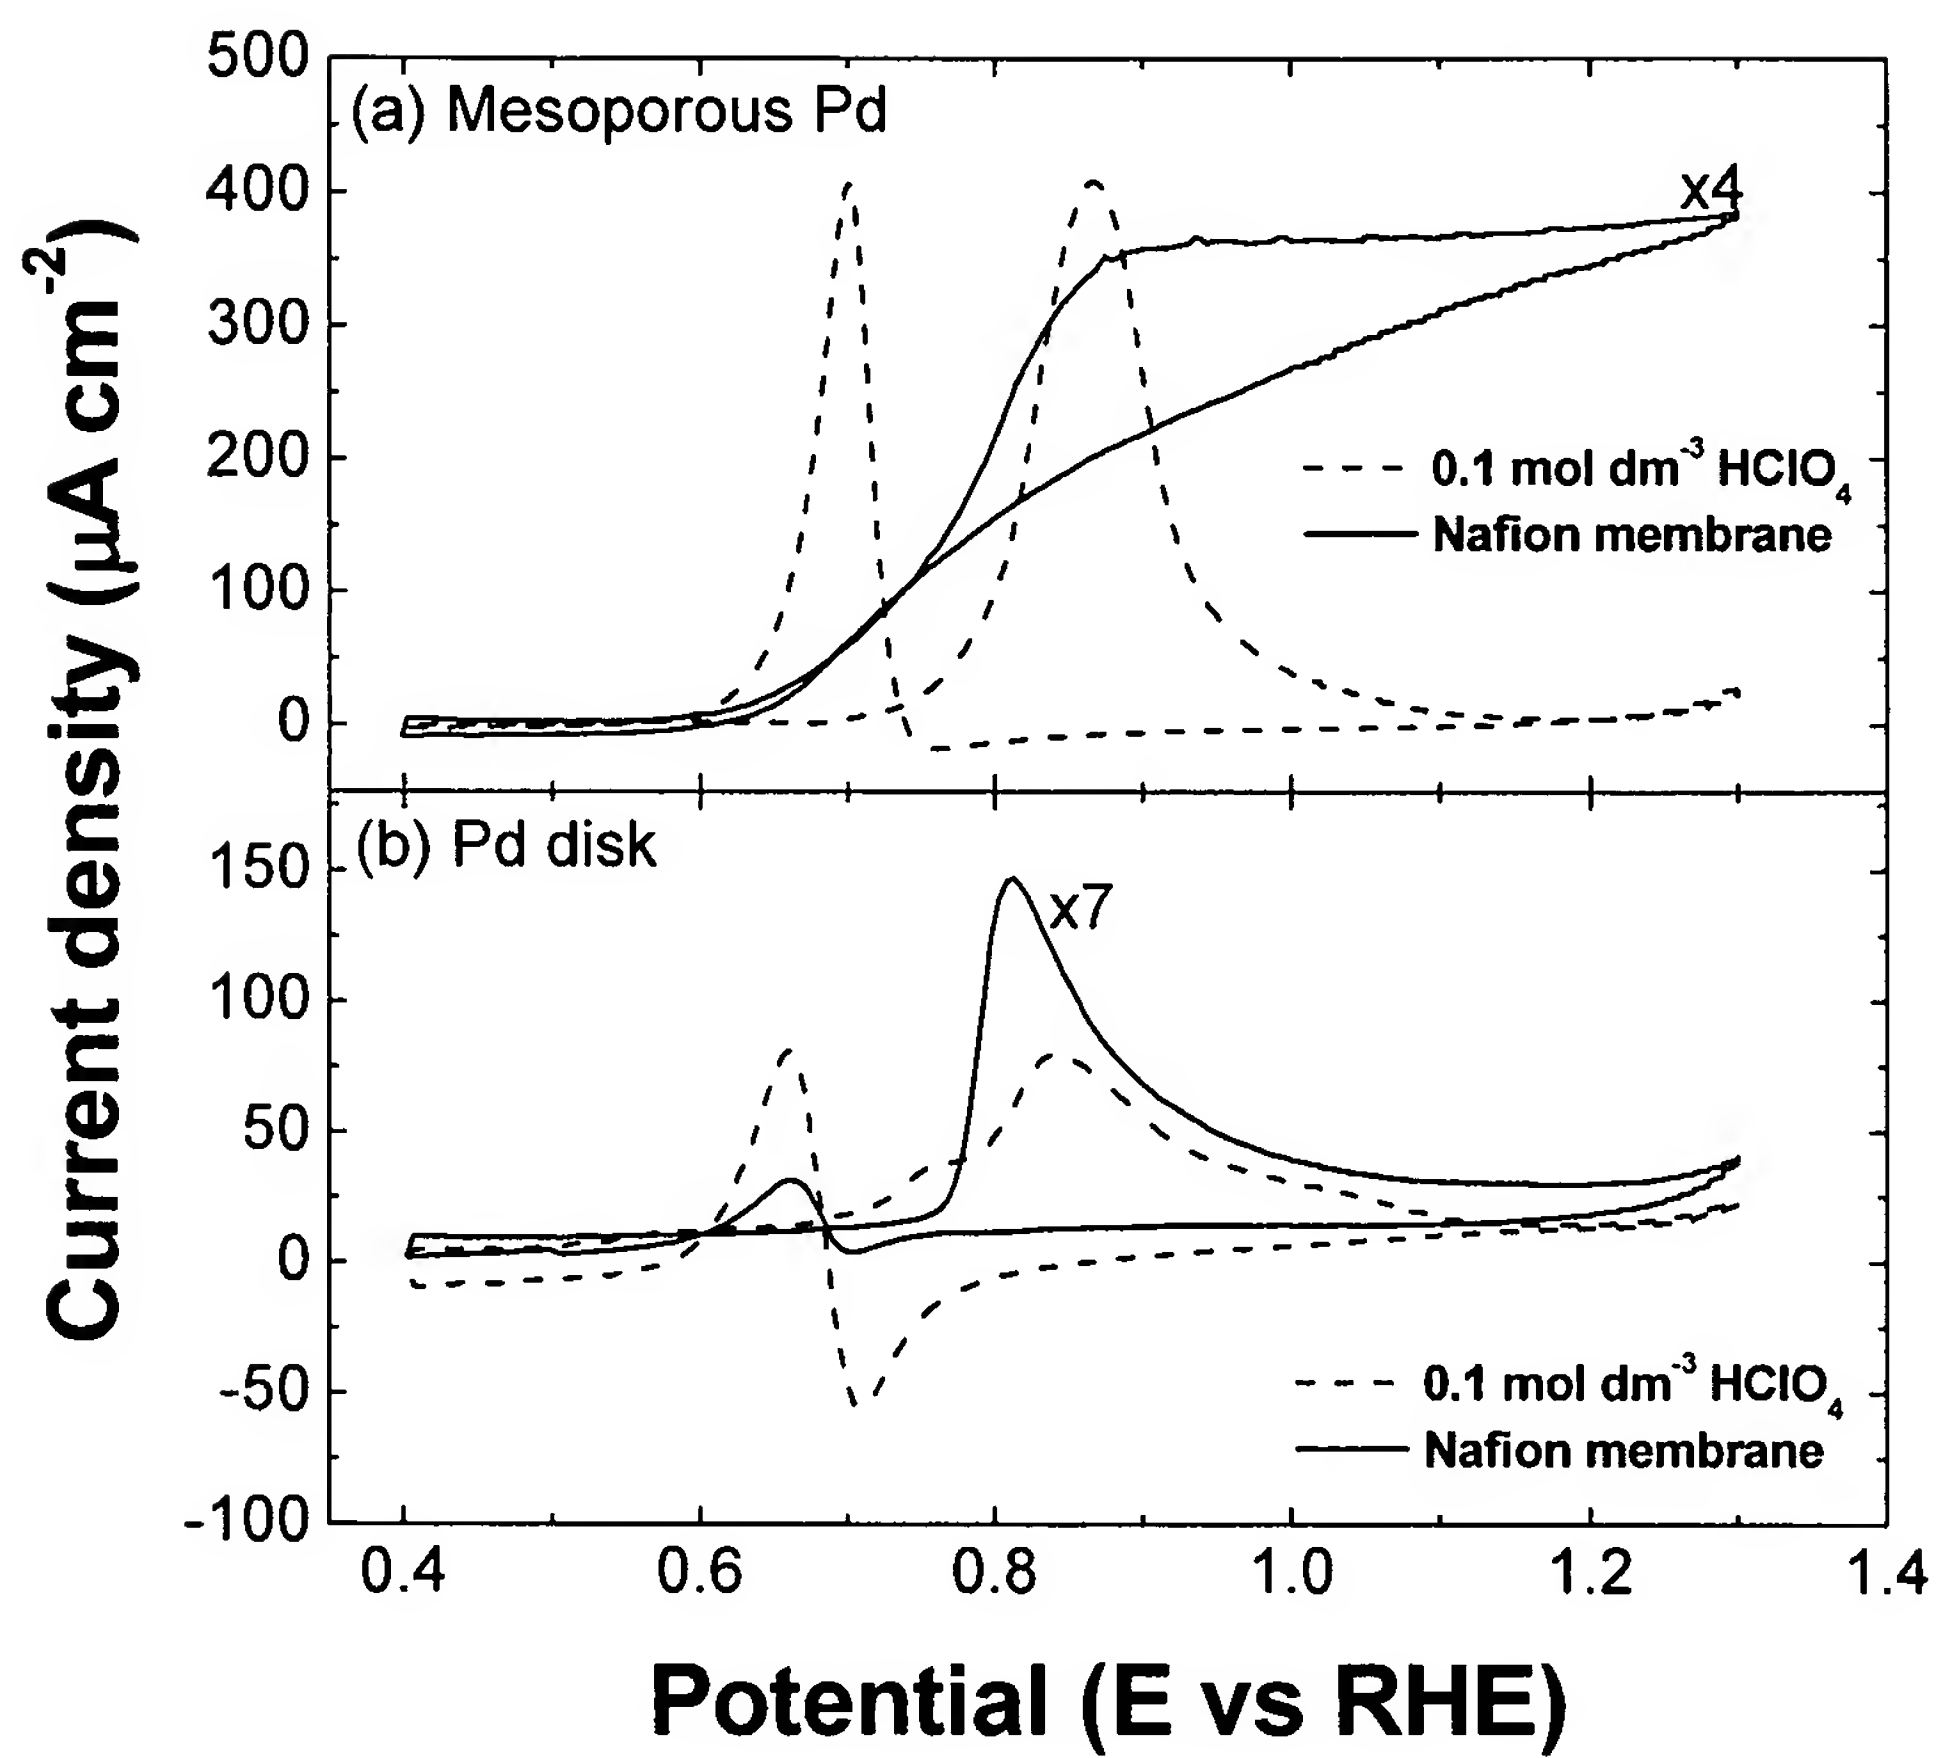 Current density (µA cm⁻²)
500
(a) Mesoporous Pd
400
x4
300
200
0.1 mol dm⁻³ HClO₄
Nafion membrane
100
0
(b) Pd disk
150
x7
100
50
0
-50
0.1 mol dm⁻³ HClO₄
Nafion membrane
-100
0.4 0.6 0.8 1.0 1.2 1.4
Potential (E vs RHE)